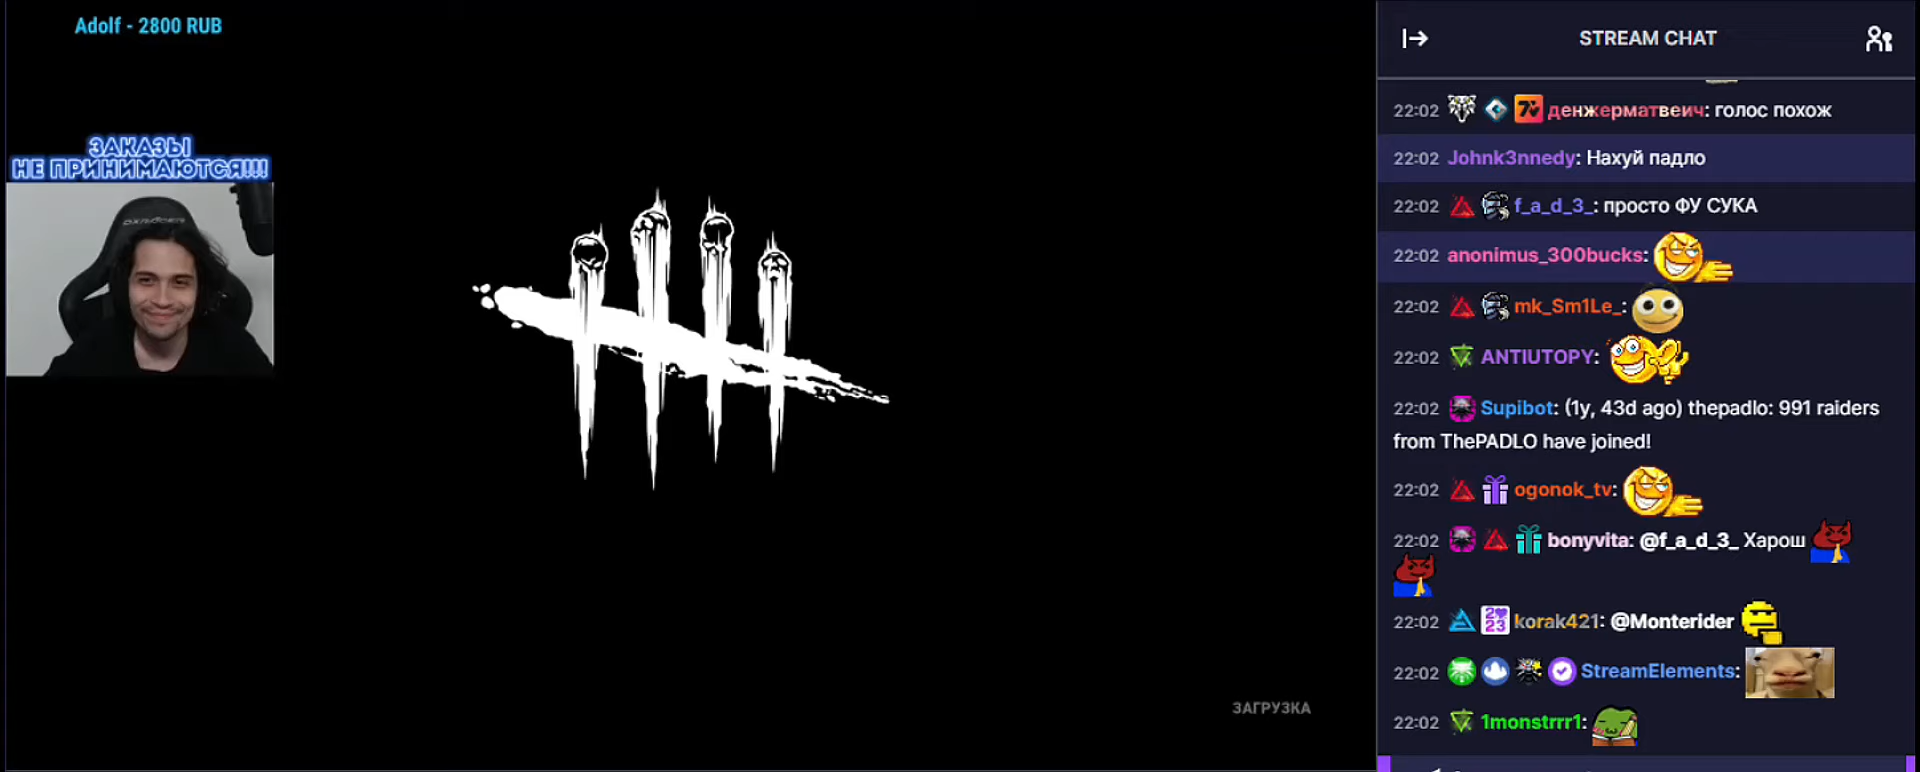 Adolf - 2800 RUB
ЗАКАЗЫ
НЕ ПРИНИМАЮТСЯ!!!
DXRACER
ЗАГРУЗКА
STREAM CHAT
22:02 денжерматвеич: голос похож
22:02 Johnk3nnedy: Нахуй падло
22:02 f_a_d_3_: просто ФУ СУКА
22:02 anonimus_300bucks:
22:02 mk_Sm1Le_:
22:02 ANTIUTOPY:
22:02 Supibot: (1y, 43d ago) thepadlo: 991 raiders
from ThePADLO have joined!
22:02 ogonok_tv:
22:02 bonyvita: @f_a_d_3_ Харош
22:02 korak421: @Monterider
22:02 StreamElements:
22:02 1monstrrr1: